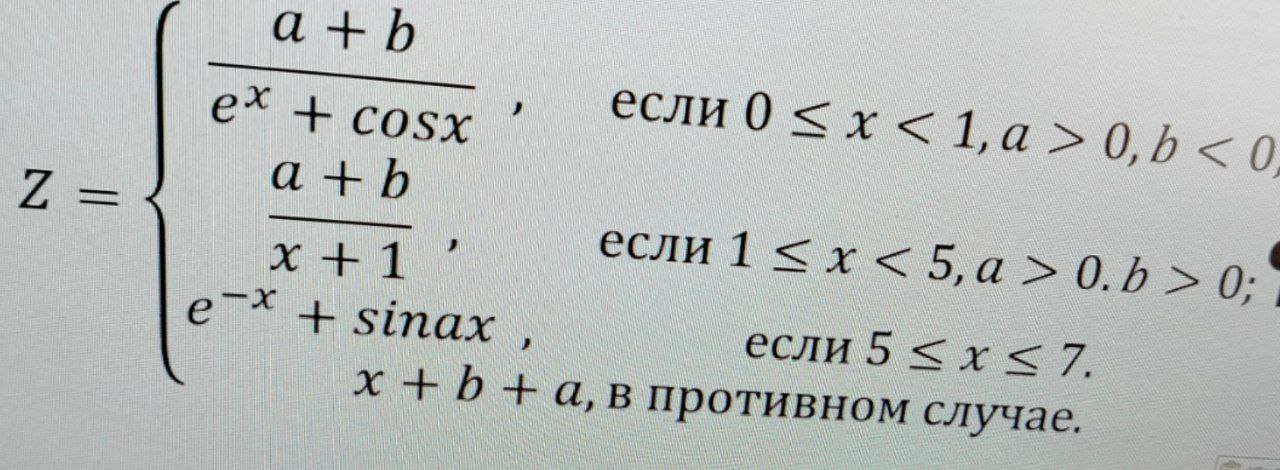 a + b
e^x + cosx , если 0 ≤ x < 1, a > 0, b < 0,
a + b
Z = {
x + 1 , если 1 ≤ x < 5, a > 0. b > 0;
e^−x + sinax , если 5 ≤ x ≤ 7.
x + b + a, в противном случае.